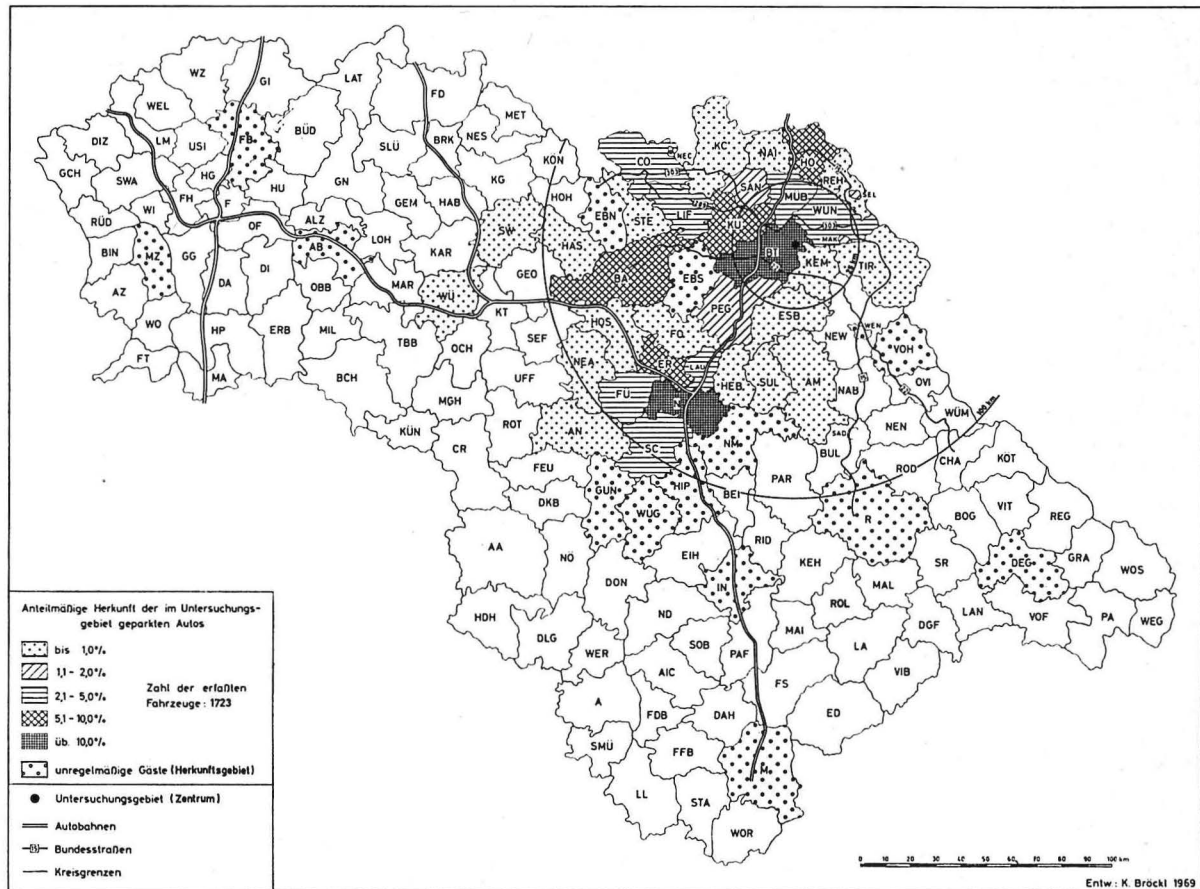 WZ
GI
LAT
FD
WEL
MET
BÜD
NES
DIZ
LM
USI
FB
SLÜ
BRK
KON
KC
NAI
HO
GCH
SWA
HG
HU
GN
KG
CO
NEC
REH
FH
F
GEM
HAB
HOH
SAN
MÜB
SEL
RÜD
WI
OF
ALZ
EBN
STE
LIF
KU
WUN
BIN
MZ
GG
AB
LOH
KAR
SW
HAS
BT
MAK
DA
DI
OBB
MAR
WÜ
GEO
BA
EBS
KEM
TIR
AZ
PEG
WO
HP
ERB
MIL
TBB
KT
HÖS
FO
ESB
NEW
WEN
FT
OCH
SEF
NEA
ER
LAU
VOH
MA
BCH
UFF
FÜ
N
HEB
SUL
AM
NAB
OVI
MGH
WÜM
100 km
KÜN
ROT
AN
SC
NM
SAD
NEN
CR
PAR
BUL
ROD
CHA
KÖT
FEU
HIP
BEI
DKB
GUN
WUG
R
BOG
VIT
REG
AA
NÖ
EIH
RID
KEH
SR
DEG
GRA
WOS
DON
IN
MAL
HDH
ND
ROL
LAN
VOF
PA
WEG
DLG
MAI
DGF
WER
SOB
PAF
LA
AIC
VIB
A
FS
FDB
DAH
ED
SMÜ
FFB
M
LL
STA
WOR
Anteilmäßige Herkunft der im Untersuchungs-
gebiet geparkten Autos
bis 1,0%
1,1 - 2,0%
2,1 - 5,0%
5,1 - 10,0%
üb. 10,0%
Zahl der erfaßten
Fahrzeuge : 1723
unregelmäßige Gäste (Herkunftsgebiet)
Untersuchungsgebiet (Zentrum)
Autobahnen
Bundesstraßen
Kreisgrenzen
0 10 20 30 40 50 60 70 80 90 100 km
Entw.: K. Bröckl 1969